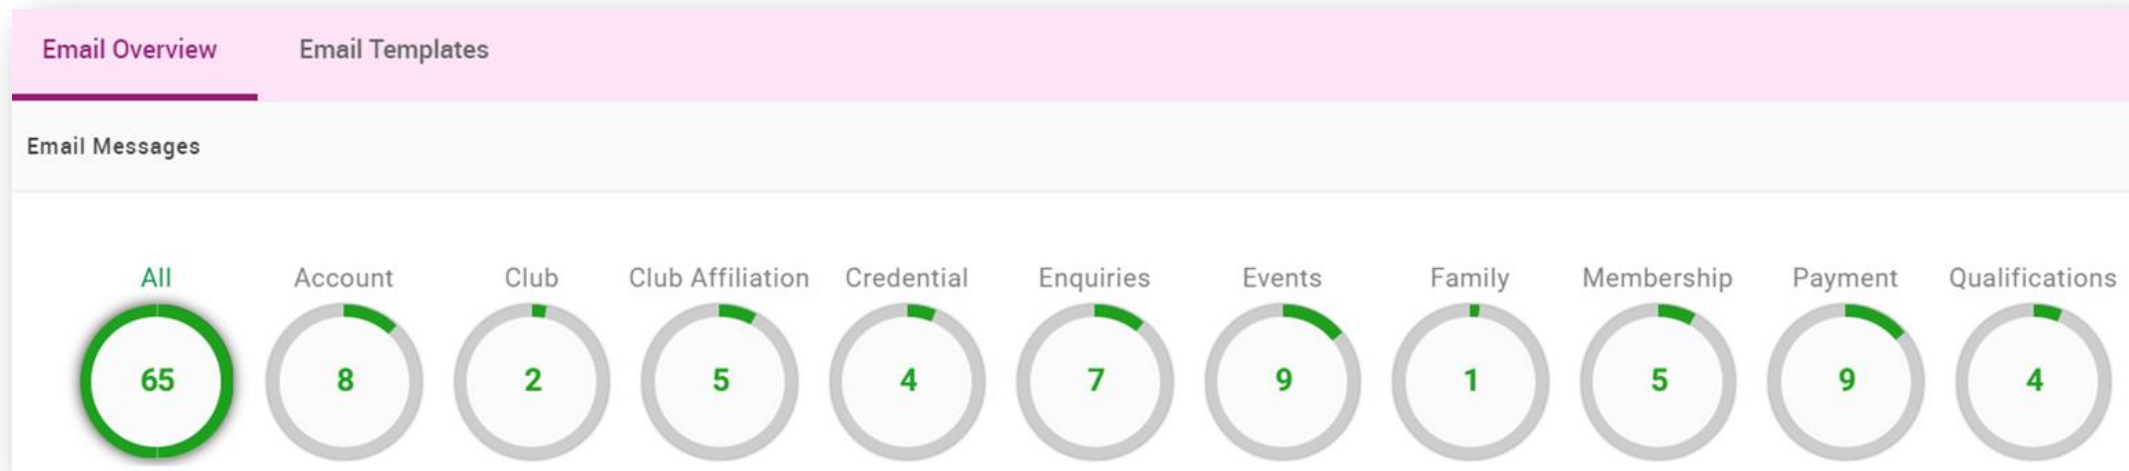 Email Overview Email Templates
Email Messages
All Account Club Club Affiliation Credential Enquiries Events Family Membership Payment Qualifications
65 8 2 5 4 7 9 1 5 9 4